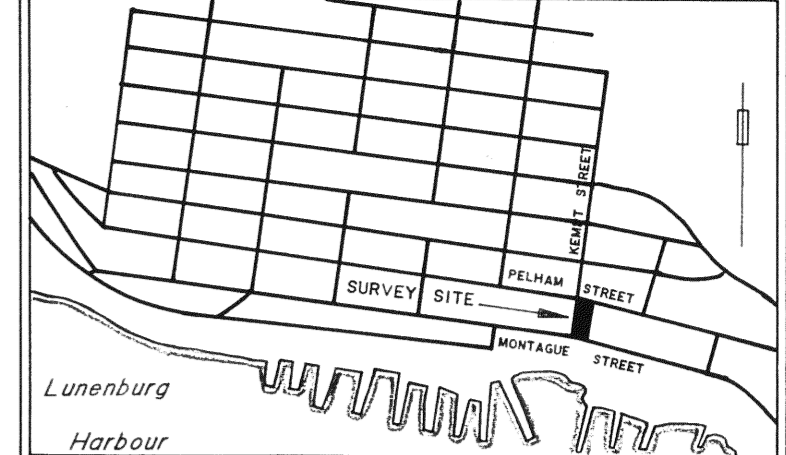 KEMPT STREET
PELHAM STREET
SURVEY SITE
MONTAGUE STREET
Lunenburg
Harbour